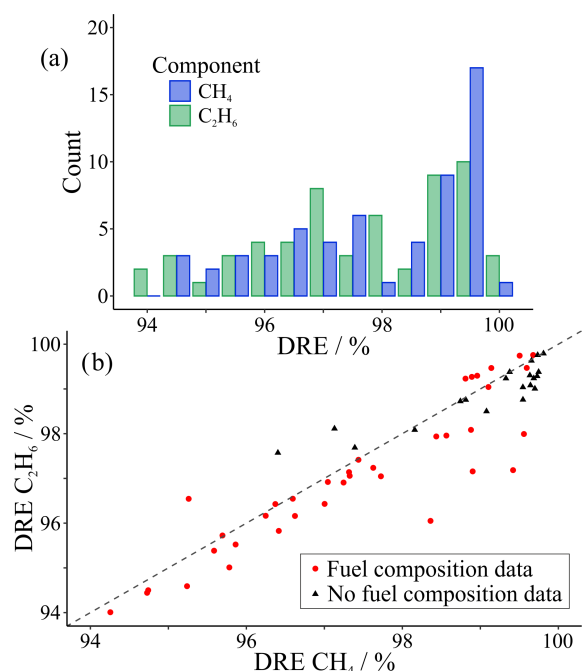 (a)
Component
CH₄
C₂H₆
20
15
10
5
0
Count
94 96 98 100
DRE / %
(b)
100
98
96
94
DRE C₂H₆ / %
Fuel composition data
No fuel composition data
94 96 98 100
DRE CH₄ / %